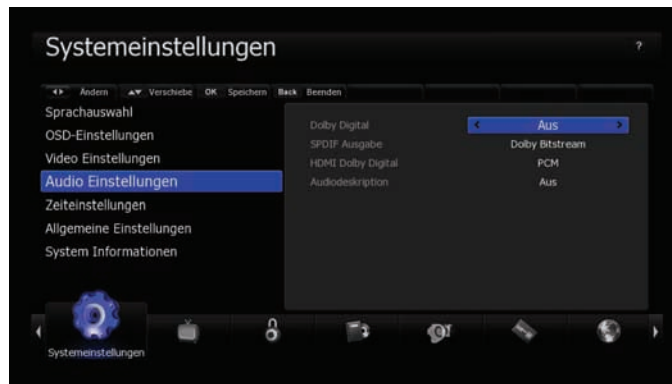 Systemeinstellungen
?
Ändern Verschiebe OK Speichern Back Beenden
Sprachauswahl
OSD-Einstellungen
Video Einstellungen
Audio Einstellungen
Zeiteinstellungen
Allgemeine Einstellungen
System Informationen
Dolby Digital Aus
SPDIF Ausgabe Dolby Bitstream
HDMI Dolby Digital PCM
Audiodeskription Aus
Systemeinstellungen